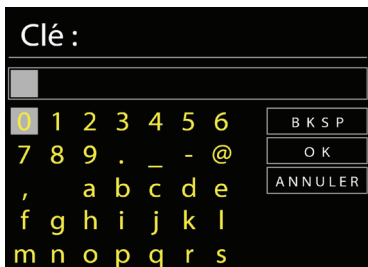 Clé :
0 1 2 3 4 5 6
7 8 9 . _ - @
, a b c d e
f g h i j k l
m n o p q r s
BKSP
OK
ANNULER